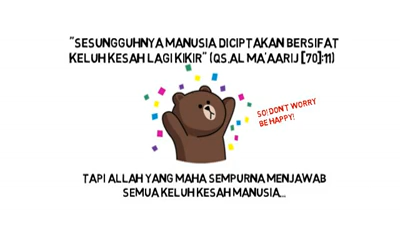 "SESUNGGUHNYA MANUSIA DICIPTAKAN BERSIFAT
KELUH KESAH LAGI KIKIR" (QS.AL MA'AARIJ [70]:11)
SO! DON'T WORRY
BE HAPPY!
TAPI ALLAH YANG MAHA SEMPURNA MENJAWAB
SEMUA KELUH KESAH MANUSIA...